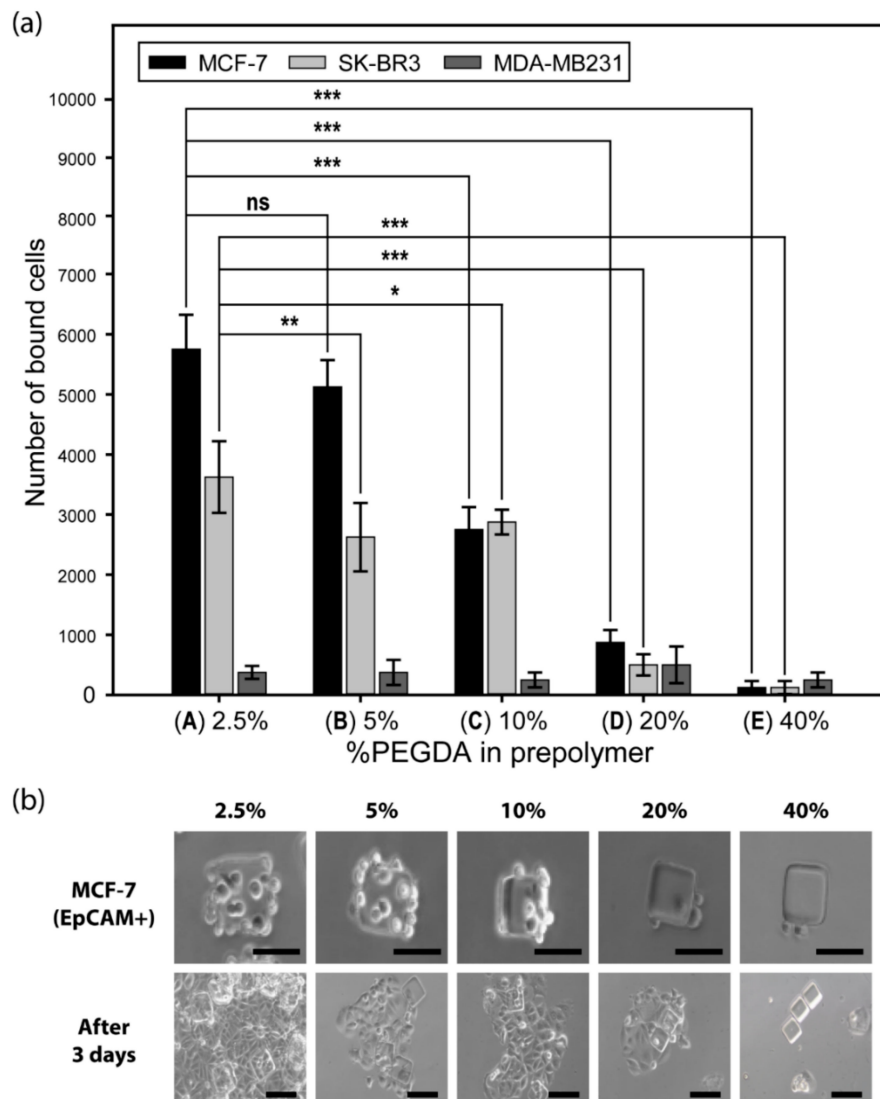 (a)
MCF-7 SK-BR3 MDA-MB231
10000
9000
8000
7000
6000
5000
4000
3000
2000
1000
0
Number of bound cells
***
***
***
ns
***
***
*
**
(A) 2.5% (B) 5% (C) 10% (D) 20% (E) 40%
%PEGDA in prepolymer
(b)
2.5% 5% 10% 20% 40%
MCF-7
(EpCAM+)
After
3 days